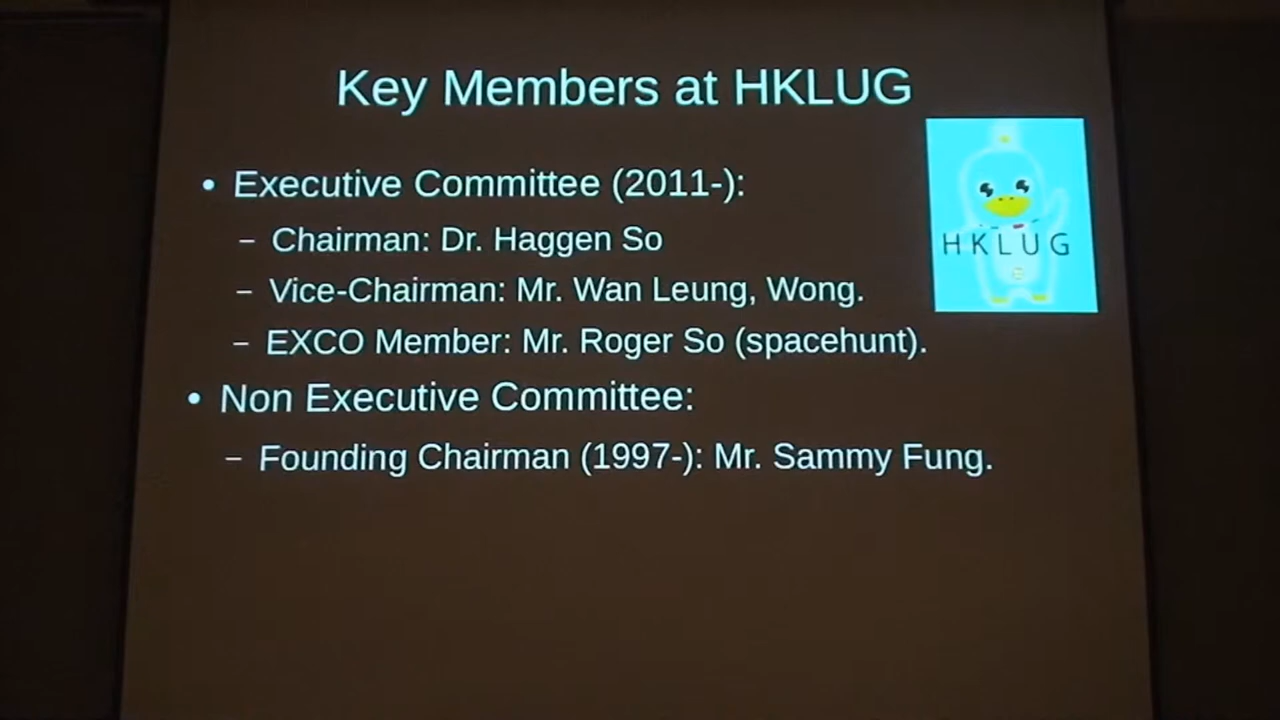 Key Members at HKLUG
• Executive Committee (2011-):
– Chairman: Dr. Haggen So
– Vice-Chairman: Mr. Wan Leung, Wong.
– EXCO Member: Mr. Roger So (spacehunt).
• Non Executive Committee:
– Founding Chairman (1997-): Mr. Sammy Fung.
HKLUG